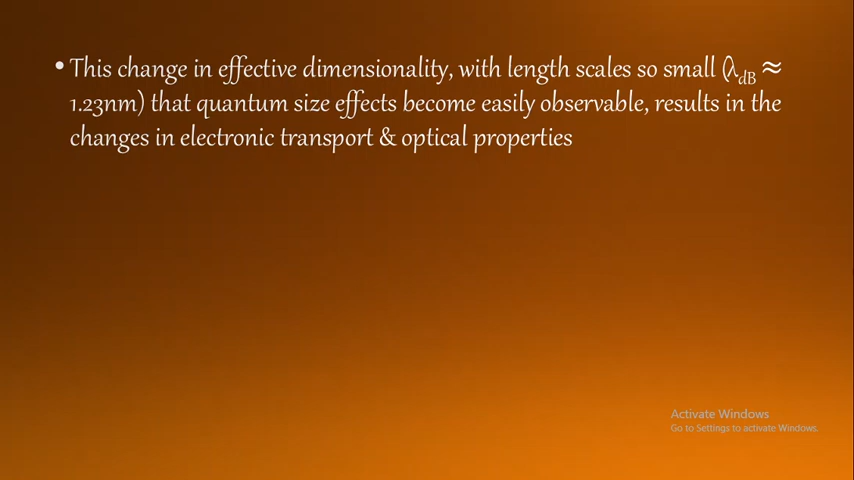 • This change in effective dimensionality, with length scales so small (λdB ≈
1.23nm) that quantum size effects become easily observable, results in the
changes in electronic transport & optical properties
Activate Windows
Go to Settings to activate Windows.